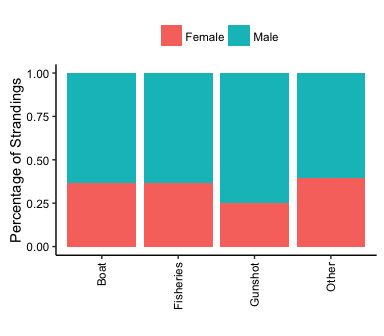 Female Male
Percentage of Strandings
1.00
0.75
0.50
0.25
0.00
Boat
Fisheries
Gunshot
Other